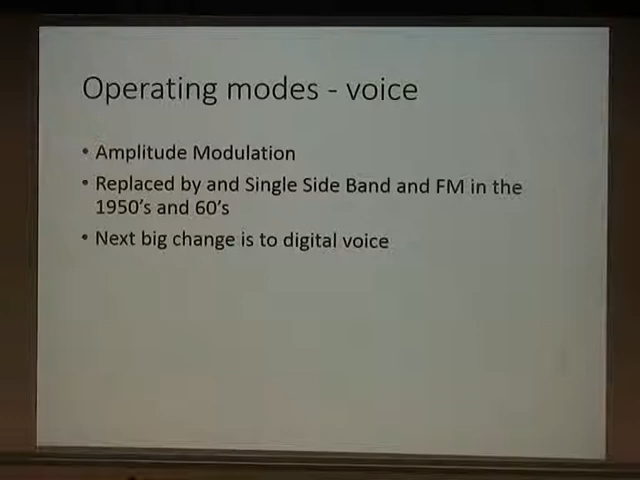 Operating modes - voice
• Amplitude Modulation
• Replaced by and Single Side Band and FM in the
1950's and 60's
• Next big change is to digital voice